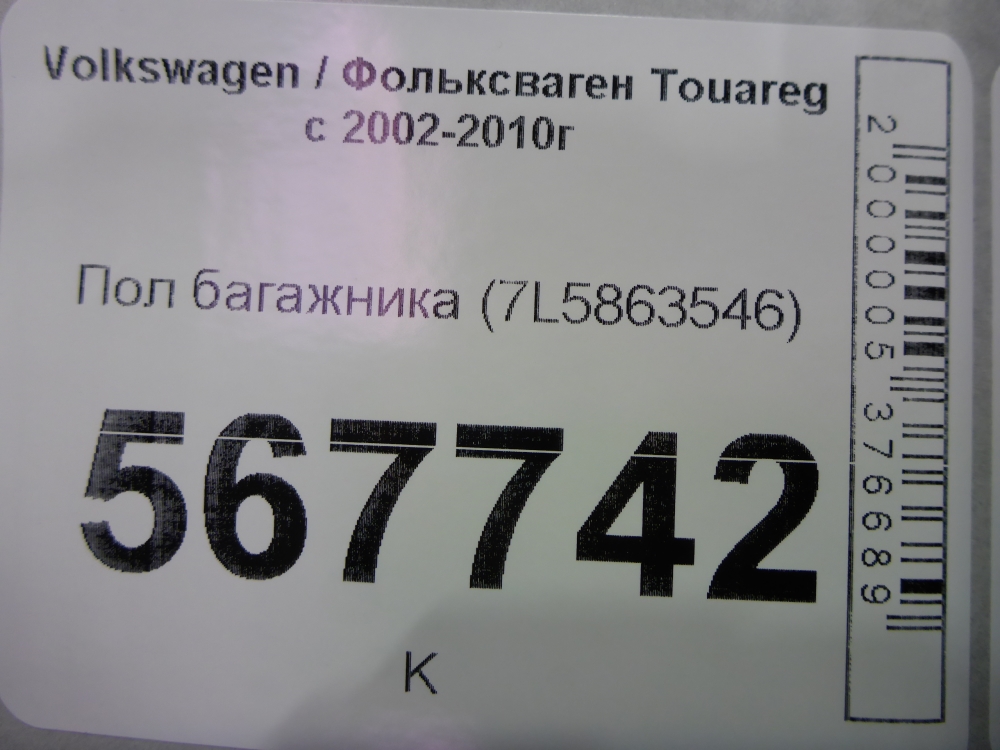 Volkswagen / Фольксваген Touareg
с 2002-2010г
Пол багажника (7L5863546)
567742
К
2000005376689